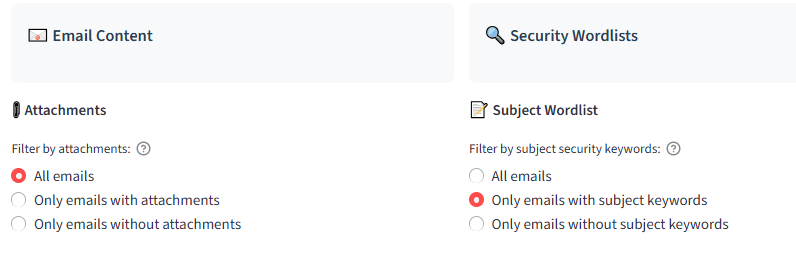 Email Content
Security Wordlists
Attachments
Filter by attachments:
All emails
Only emails with attachments
Only emails without attachments
Subject Wordlist
Filter by subject security keywords:
All emails
Only emails with subject keywords
Only emails without subject keywords